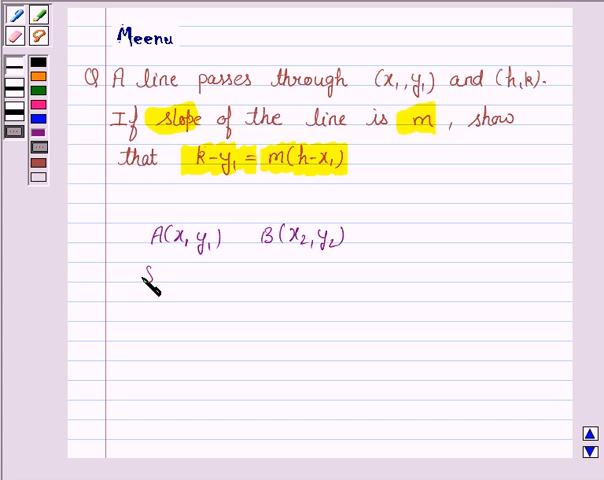 Meenu
Q A line passes through (x₁, y₁) and (h, k).
If slope of the line is m, show
that k-y₁ = m(h-x₁)
A(x, y₁) B(x₂, y₂)
S